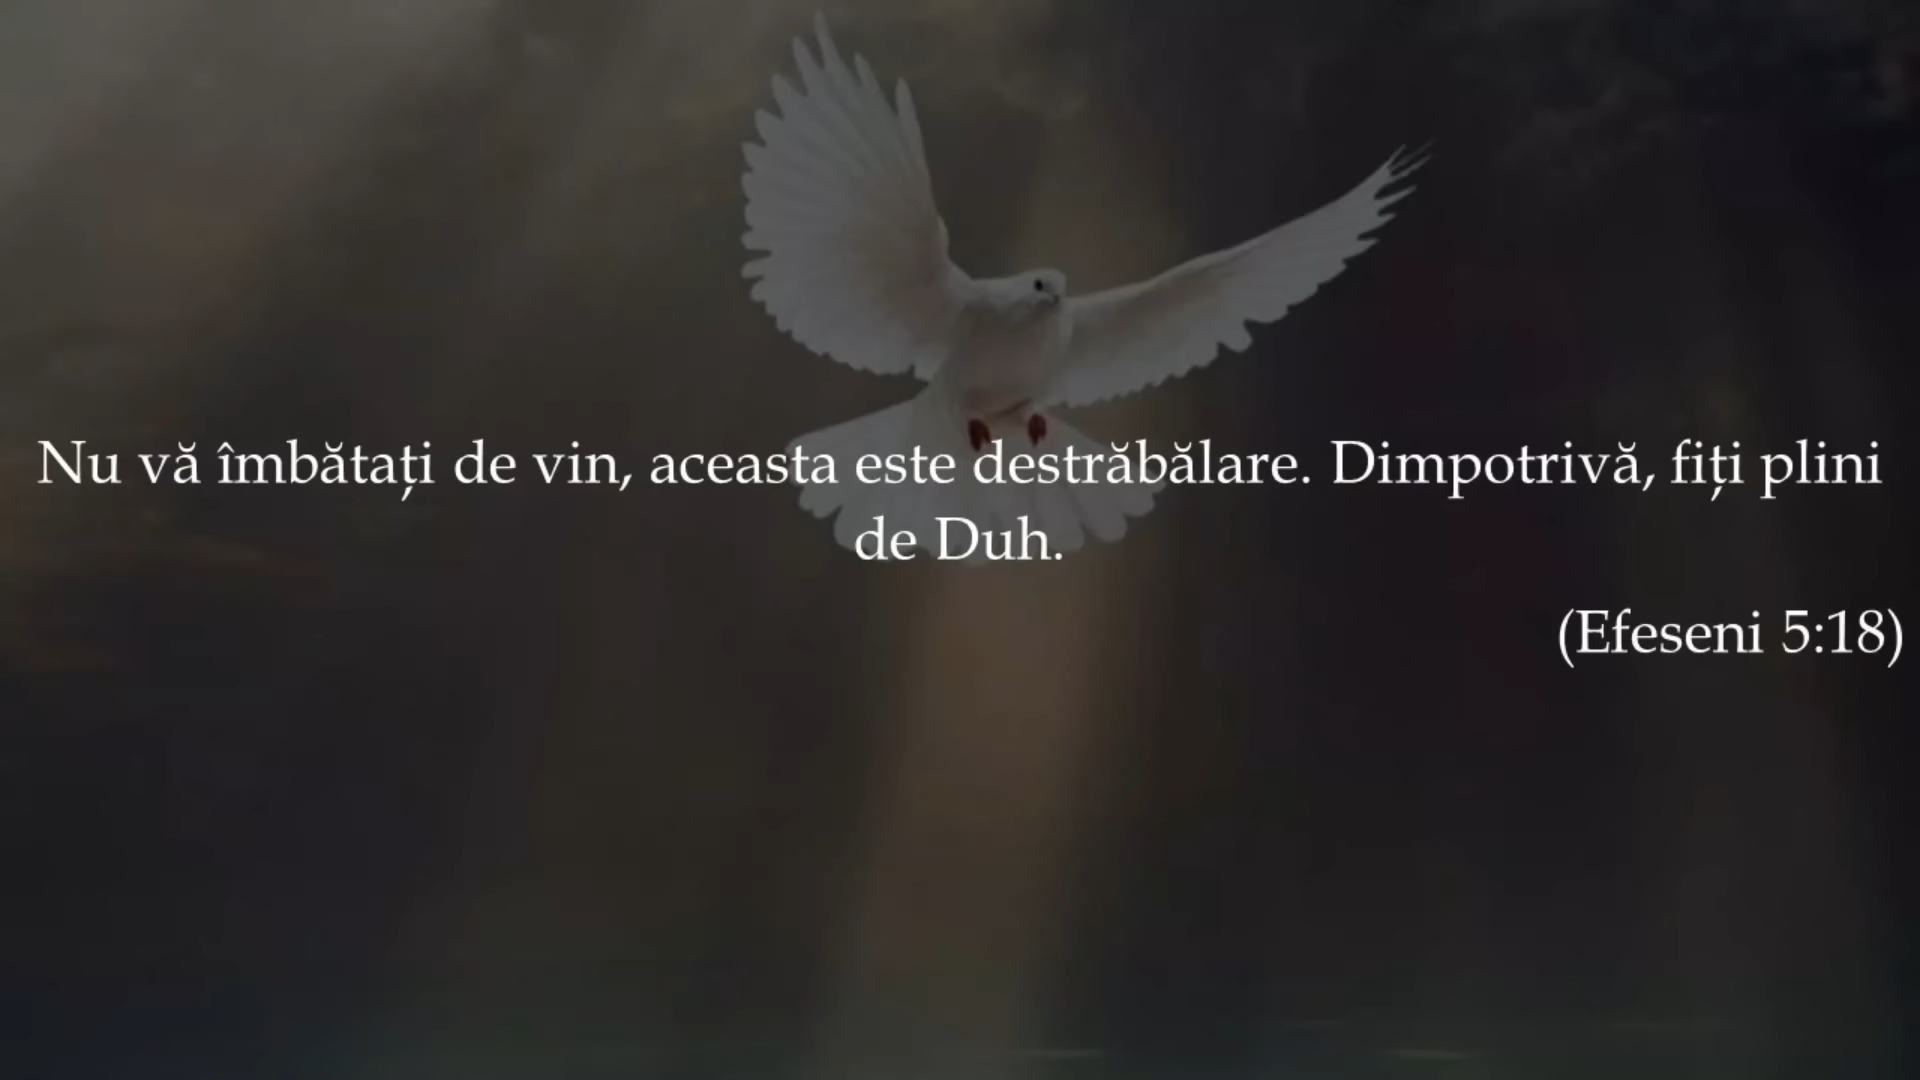 Nu vă îmbătați de vin, aceasta este destrăbălare. Dimpotrivă, fiți plini
de Duh.
(Efeseni 5:18)